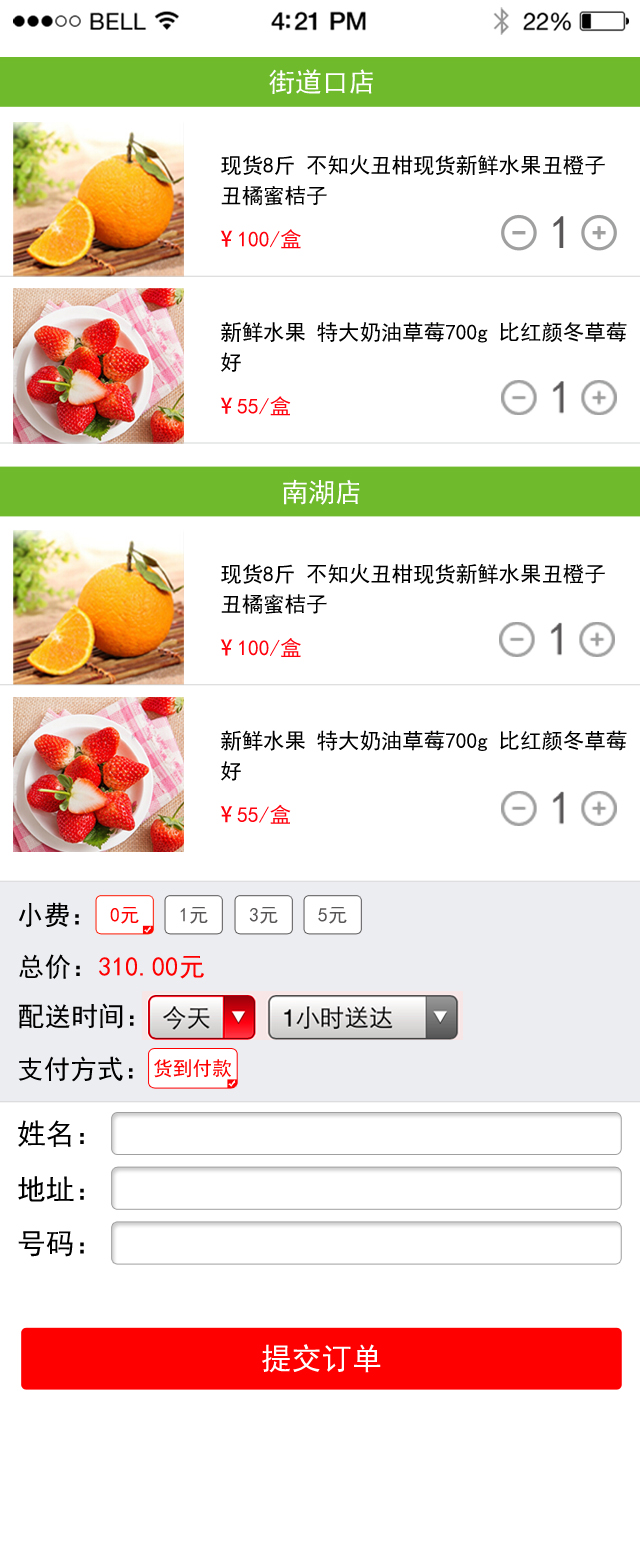 BELL 4:21 PM 22%
街道口店
现货8斤 不知火丑柑现货新鲜水果丑橙子
丑橘蜜桔子
¥100/盒 1
新鲜水果 特大奶油草莓700g 比红颜冬草莓
好
¥55/盒 1
南湖店
现货8斤 不知火丑柑现货新鲜水果丑橙子
丑橘蜜桔子
¥100/盒 1
新鲜水果 特大奶油草莓700g 比红颜冬草莓
好
¥55/盒 1
小费：0元 1元 3元 5元
总价：310.00元
配送时间：今天 1小时送达
支付方式：货到付款
姓名：
地址：
号码：
提交订单